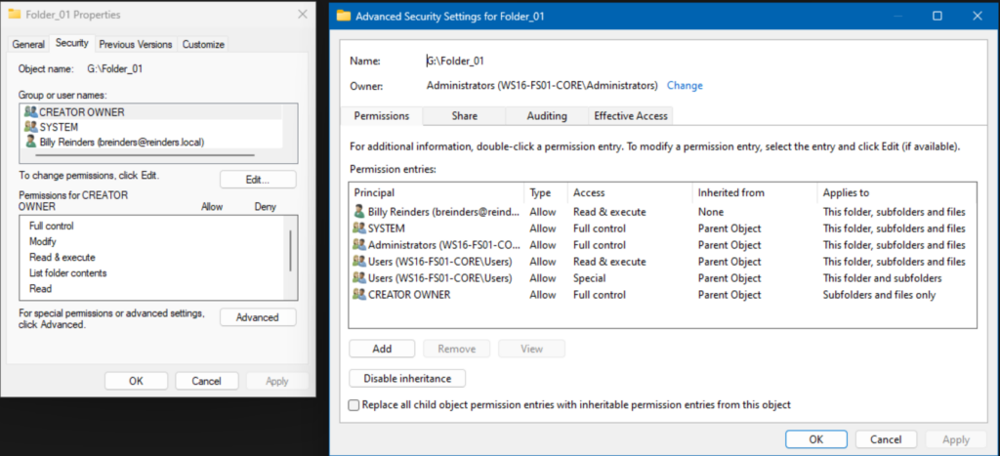 Folder_01 Properties
General Security Previous Versions Customize
Object name: G:\Folder_01
Group or user names:
CREATOR OWNER
SYSTEM
Billy Reinders (breinders@reinders.local)
To change permissions, click Edit.
Edit...
Permissions for CREATOR
OWNER Allow Deny
Full control
Modify
Read & execute
List folder contents
Read
For special permissions or advanced settings,
click Advanced.
Advanced
OK Cancel Apply
Advanced Security Settings for Folder_01
Name: G:\Folder_01
Owner: Administrators (WS16-FS01-CORE\Administrators) Change
Permissions Share Auditing Effective Access
For additional information, double-click a permission entry. To modify a permission entry, select the entry and click Edit (if available).
Permission entries:
Principal Type Access Inherited from Applies to
Billy Reinders (breinders@reind... Allow Read & execute None This folder, subfolders and files
SYSTEM Allow Full control Parent Object This folder, subfolders and files
Administrators (WS16-FS01-CO... Allow Full control Parent Object This folder, subfolders and files
Users (WS16-FS01-CORE\Users) Allow Read & execute Parent Object This folder, subfolders and files
Users (WS16-FS01-CORE\Users) Allow Special Parent Object This folder and subfolders
CREATOR OWNER Allow Full control Parent Object Subfolders and files only
Add Remove View
Disable inheritance
Replace all child object permission entries with inheritable permission entries from this object
OK Cancel Apply